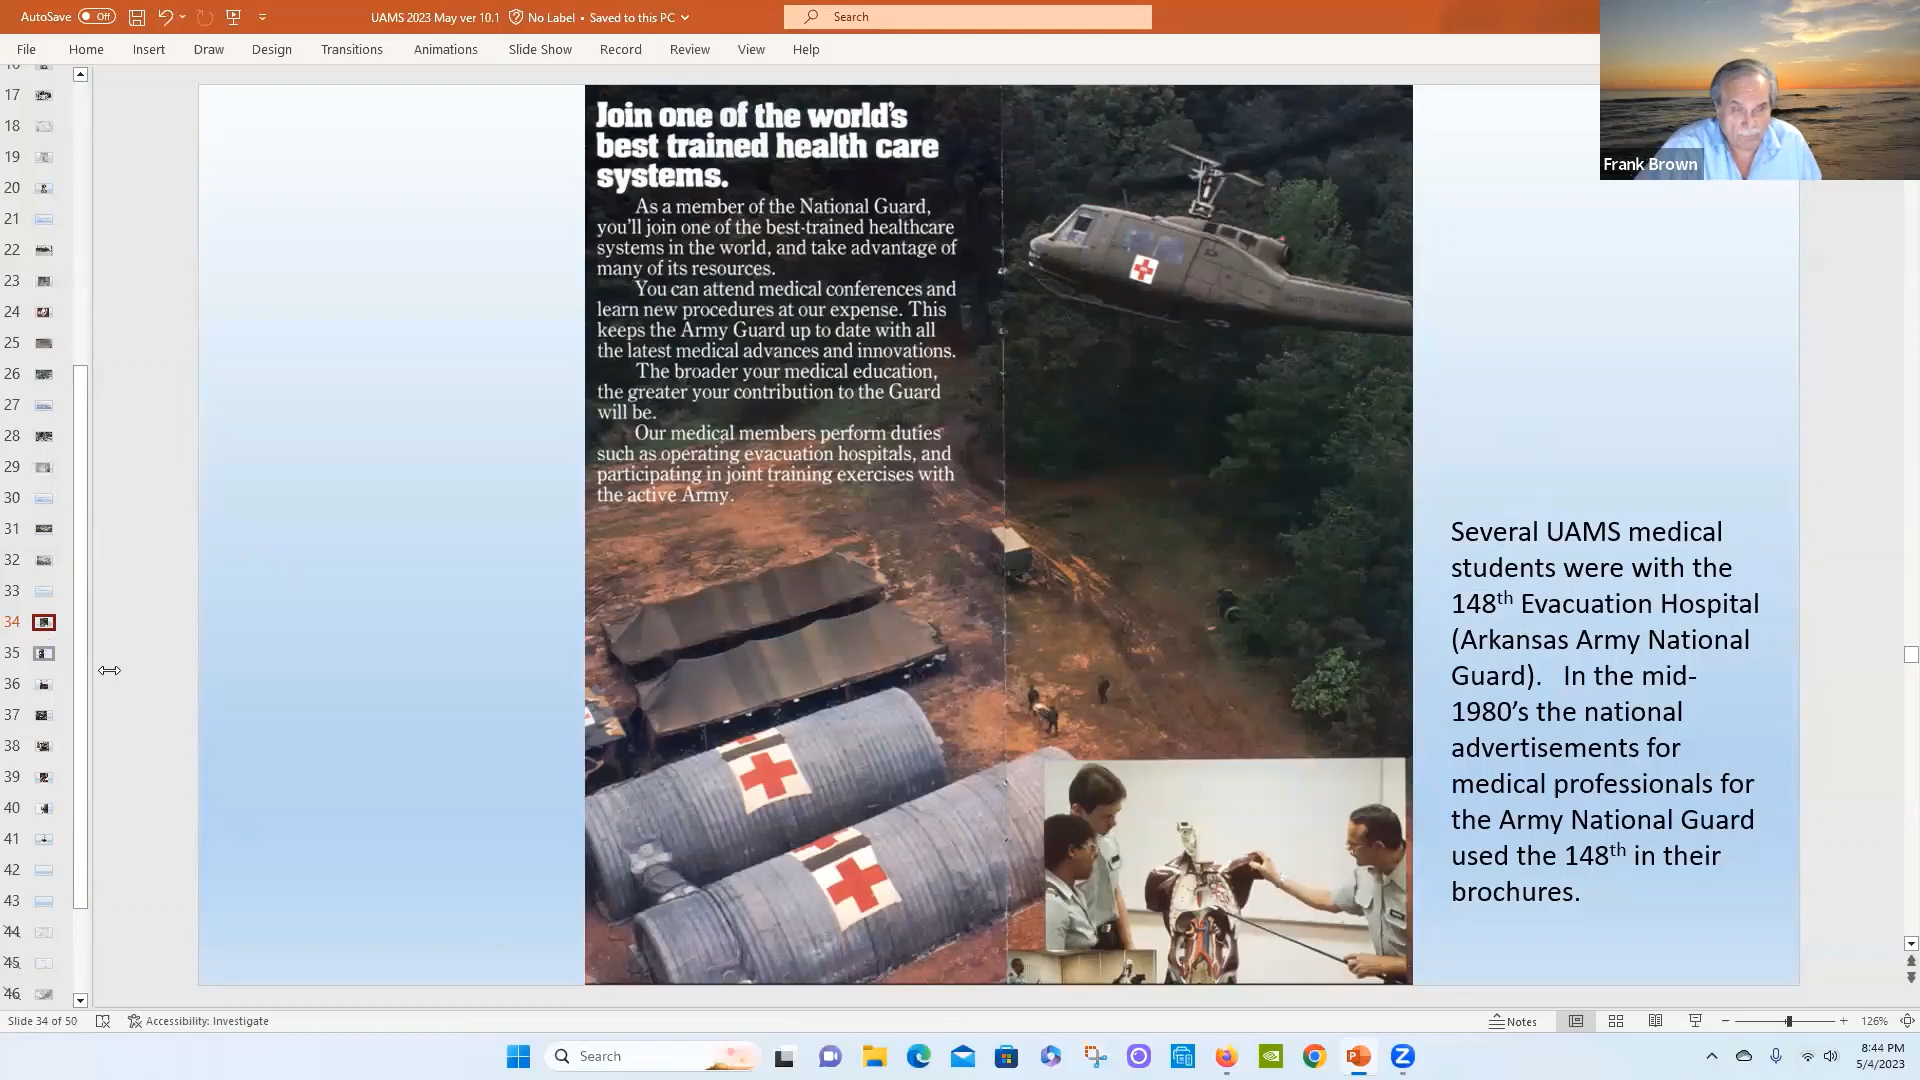 AutoSave Off
UAMS 2023 May ver 10.1 No Label • Saved to this PC
Search
File Home Insert Draw Design Transitions Animations Slide Show Record Review View Help
Frank Brown
17
18
19
20
21
22
23
24
25
26
27
28
29
30
31
32
33
34
35
36
37
38
39
40
41
42
43
44
45
46
Join one of the world's
best trained health care
systems.
As a member of the National Guard,
you'll join one of the best-trained healthcare
systems in the world, and take advantage of
many of its resources.
You can attend medical conferences and
learn new procedures at our expense. This
keeps the Army Guard up to date with all
the latest medical advances and innovations.
The broader your medical education,
the greater your contribution to the Guard
will be.
Our medical members perform duties
such as operating evacuation hospitals, and
participating in joint training exercises with
the active Army.
Several UAMS medical
students were with the
148th Evacuation Hospital
(Arkansas Army National
Guard). In the mid-
1980’s the national
advertisements for
medical professionals for
the Army National Guard
used the 148th in their
brochures.
Slide 34 of 50 Accessibility: Investigate Notes 126%
Search
8:44 PM
5/4/2023